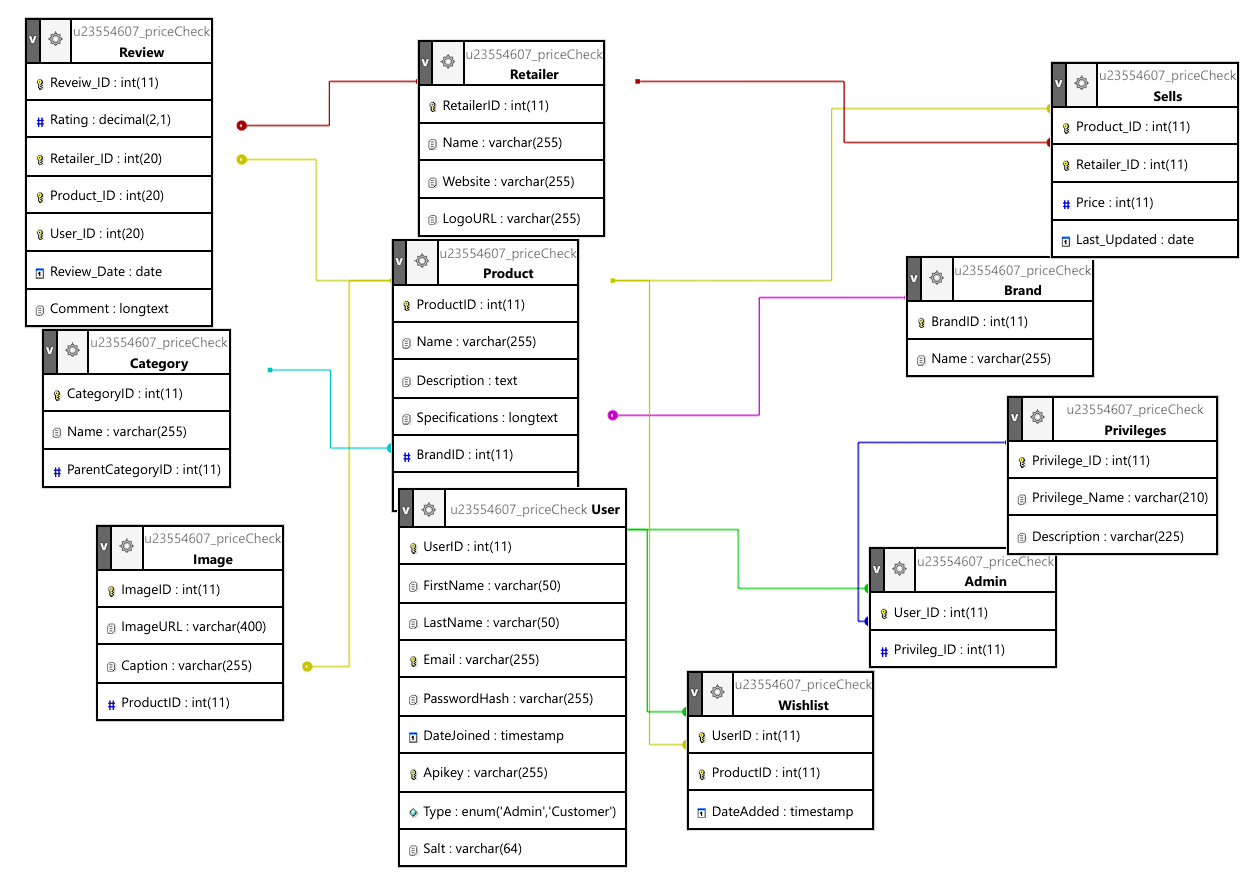 v
u23554607_priceCheck
Review
Reveiw_ID : int(11)
# Rating : decimal(2,1)
Retailer_ID : int(20)
Product_ID : int(20)
User_ID : int(20)
Review_Date : date
Comment : longtext
v
u23554607_priceCheck
Retailer
RetailerID : int(11)
Name : varchar(255)
Website : varchar(255)
LogoURL : varchar(255)
v
u23554607_priceCheck
Sells
Product_ID : int(11)
Retailer_ID : int(11)
# Price : int(11)
Last_Updated : date
v
u23554607_priceCheck
Product
ProductID : int(11)
Name : varchar(255)
Description : text
Specifications : longtext
# BrandID : int(11)
v
u23554607_priceCheck
Brand
BrandID : int(11)
Name : varchar(255)
v
u23554607_priceCheck
Category
CategoryID : int(11)
Name : varchar(255)
# ParentCategoryID : int(11)
v
u23554607_priceCheck
Privileges
Privilege_ID : int(11)
Privilege_Name : varchar(210)
Description : varchar(225)
v
u23554607_priceCheck User
UserID : int(11)
FirstName : varchar(50)
LastName : varchar(50)
Email : varchar(255)
PasswordHash : varchar(255)
DateJoined : timestamp
Apikey : varchar(255)
Type : enum('Admin','Customer')
Salt : varchar(64)
v
u23554607_priceCheck
Image
ImageID : int(11)
ImageURL : varchar(400)
Caption : varchar(255)
# ProductID : int(11)
v
u23554607_priceCheck
Admin
User_ID : int(11)
# Privileg_ID : int(11)
v
u23554607_priceCheck
Wishlist
UserID : int(11)
ProductID : int(11)
DateAdded : timestamp